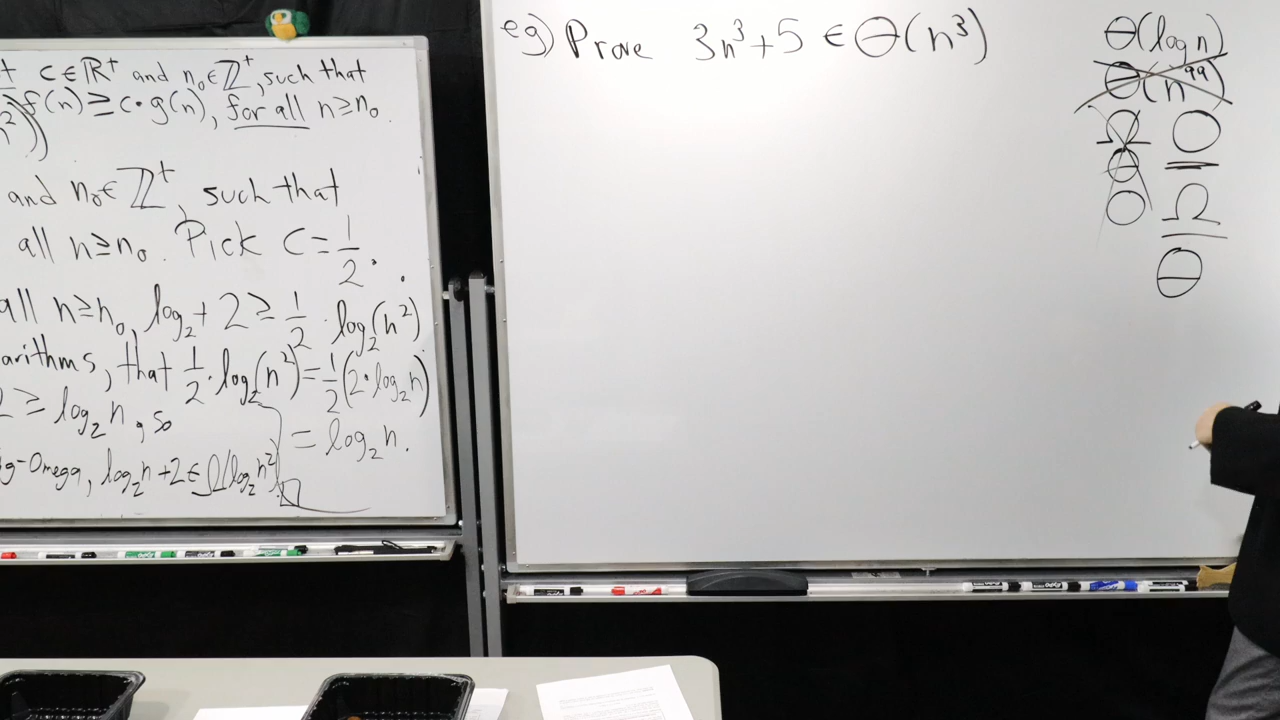 c∈ℝ⁺ and n₀∈ℤ⁺, such that
f(n) ≥ c·g(n), for all n≥n₀.
and n₀∈ℤ⁺, such that
all n≥n₀. Pick C=1/2.
all n≥n₀, log₂+2 ≥ 1/2·log₂(n²)
arithms, that 1/2·log₂(n²)=1/2(2·log₂n)
2 ≥ log₂n, so
= log₂n.
g-Omega, log₂n+2∈Ω(log₂n²)
eg) Prove 3n³+5 ∈ Θ(n³)
Θ(log n)
Θ(n⁹⁹)
Ω O
Θ Ω
O Θ